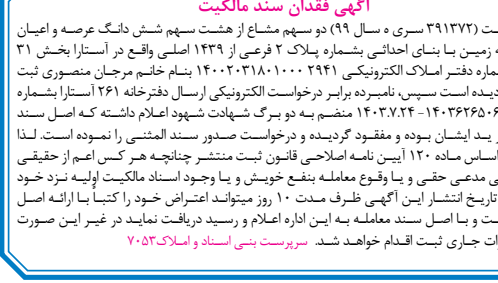 آگهی فقدان سند مالکیت
ت (۳۹۱۳۷۲ سری ه سال ۹۹) دو سهم مشاع از هشت سهم شش دانگ عرصه و اعیان
ه زمین با بنای احداثی بشماره پلاک ۲ فرعی از ۱۴۳۹ اصلی واقع در آستارا بخش ۳۱
ماره دفتر املاک الکترونیکی ۲۹۴۱ ۱۴۰۰۲۰۳۱۸۰۱۰۰۰ بنام خانم مرجان منصوری ثبت
دیده است سپس، نامبرده برابر درخواست الکترونیکی ارسال دفترخانه ۲۶۱ آستارا بشماره
۱۴۰۳۶۲۶۵۰۶ -۱۴۰۳.۷.۲۴ منضم به دو برگ شهادت شهود اعلام داشته که اصل سند
ر ید ایشان بوده و مفقود گردیده و درخواست صدور سند المثنی را نموده است. لذا
اساس ماده ۱۲۰ آیین نامه اصلاحی قانون ثبت منتشر چنانچه هر کس اعم از حقیقی
ی مدعی حقی و یا وقوع معامله بنفع خویش و یا وجود اسناد مالکیت اولیه نزد خود
تاریخ انتشار این آگهی ظرف مدت ۱۰ روز میتواند اعتراض خود را کتباً با ارائه اصل
ت و با اصل سند معامله به این اداره اعلام و رسید دریافت نماید در غیر این صورت
رات جاری ثبت اقدام خواهد شد. سرپرست بنی اسناد و املاک۷۰۵۳